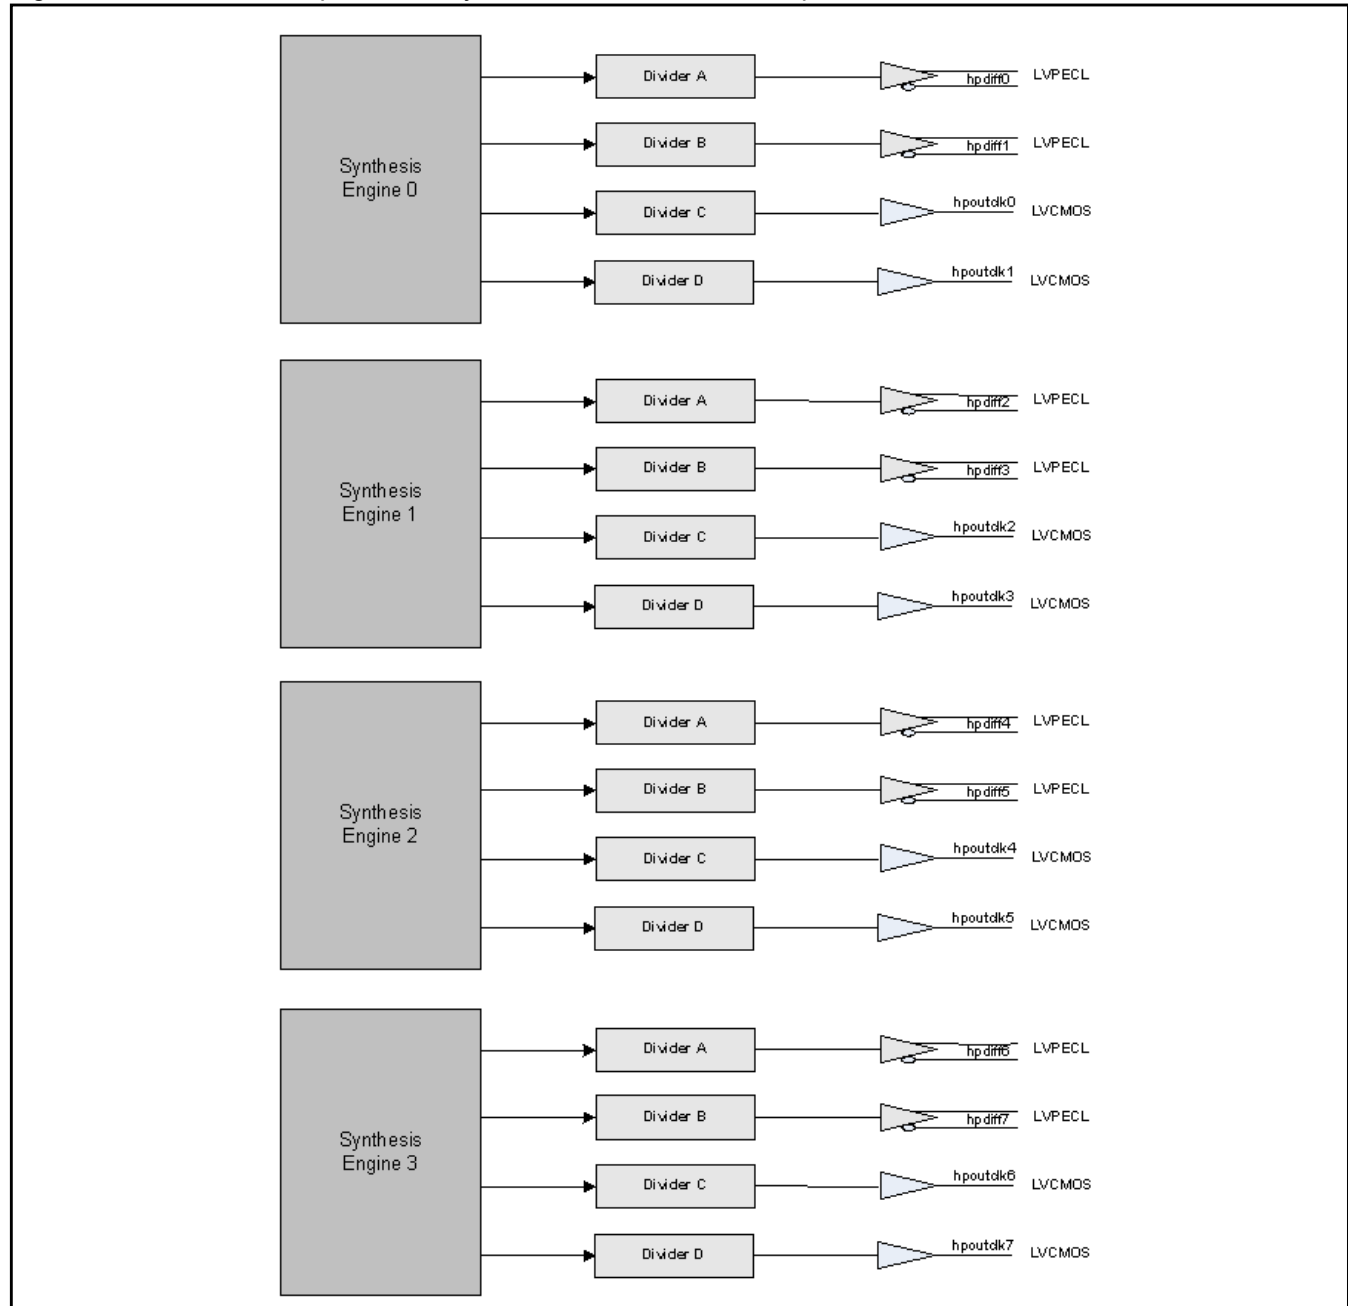 Synthesis
Engine 0
Divider A
hpdiff0
LVPECL
Divider B
hpdiff1
LVPECL
Divider C
hpoutclk0
LVCMOS
Divider D
hpoutclk1
LVCMOS
Synthesis
Engine 1
Divider A
hpdiff2
LVPECL
Divider B
hpdiff3
LVPECL
Divider C
hpoutclk2
LVCMOS
Divider D
hpoutclk3
LVCMOS
Synthesis
Engine 2
Divider A
hpdiff4
LVPECL
Divider B
hpdiff5
LVPECL
Divider C
hpoutclk4
LVCMOS
Divider D
hpoutclk5
LVCMOS
Synthesis
Engine 3
Divider A
hpdiff6
LVPECL
Divider B
hpdiff7
LVPECL
Divider C
hpoutclk6
LVCMOS
Divider D
hpoutclk7
LVCMOS